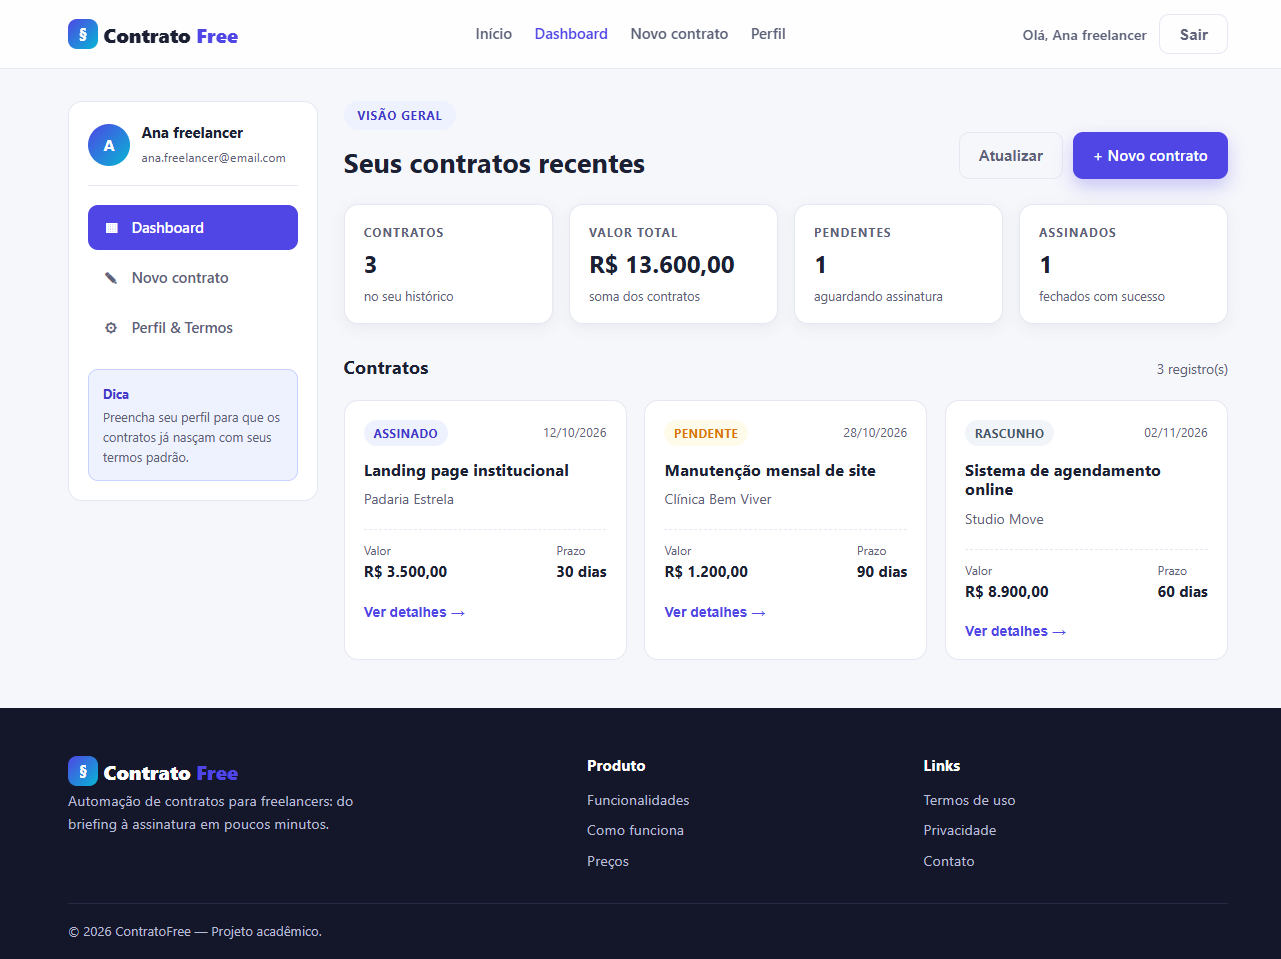 § Contrato Free
Início Dashboard Novo contrato Perfil
Olá, Ana freelancer Sair
A
Ana freelancer
ana.freelancer@email.com
Dashboard
Novo contrato
Perfil & Termos
Dica
Preencha seu perfil para que os
contratos já nasçam com seus
termos padrão.
VISÃO GERAL
Seus contratos recentes
Atualizar
+ Novo contrato
CONTRATOS
3
no seu histórico
VALOR TOTAL
R$ 13.600,00
soma dos contratos
PENDENTES
1
aguardando assinatura
ASSINADOS
1
fechados com sucesso
Contratos
3 registro(s)
ASSINADO 12/10/2026
Landing page institucional
Padaria Estrela
Valor Prazo
R$ 3.500,00 30 dias
Ver detalhes →
PENDENTE 28/10/2026
Manutenção mensal de site
Clínica Bem Viver
Valor Prazo
R$ 1.200,00 90 dias
Ver detalhes →
RASCUNHO 02/11/2026
Sistema de agendamento
online
Studio Move
Valor Prazo
R$ 8.900,00 60 dias
Ver detalhes →
§ Contrato Free
Automação de contratos para freelancers: do
briefing à assinatura em poucos minutos.
Produto
Funcionalidades
Como funciona
Preços
Links
Termos de uso
Privacidade
Contato
© 2026 ContratoFree — Projeto acadêmico.